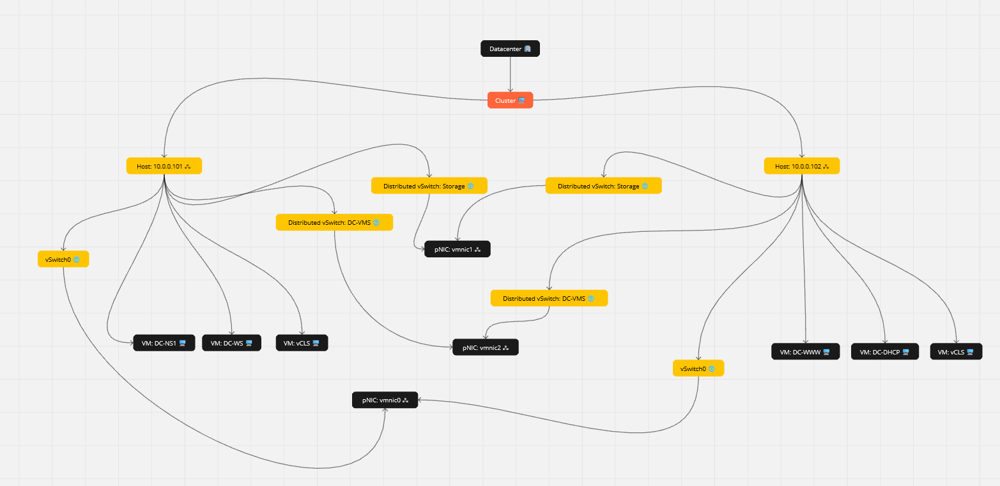 Datacenter
Cluster
Host: 10.0.0.101
Host: 10.0.0.102
Distributed vSwitch: Storage
Distributed vSwitch: Storage
Distributed vSwitch: DC-VMS
pNIC: vmnic1
vSwitch0
Distributed vSwitch: DC-VMS
VM: DC-NS1
VM: DC-WS
VM: vCLS
pNIC: vmnic2
VM: DC-WWW
VM: DC-DHCP
VM: vCLS
vSwitch0
pNIC: vmnic0